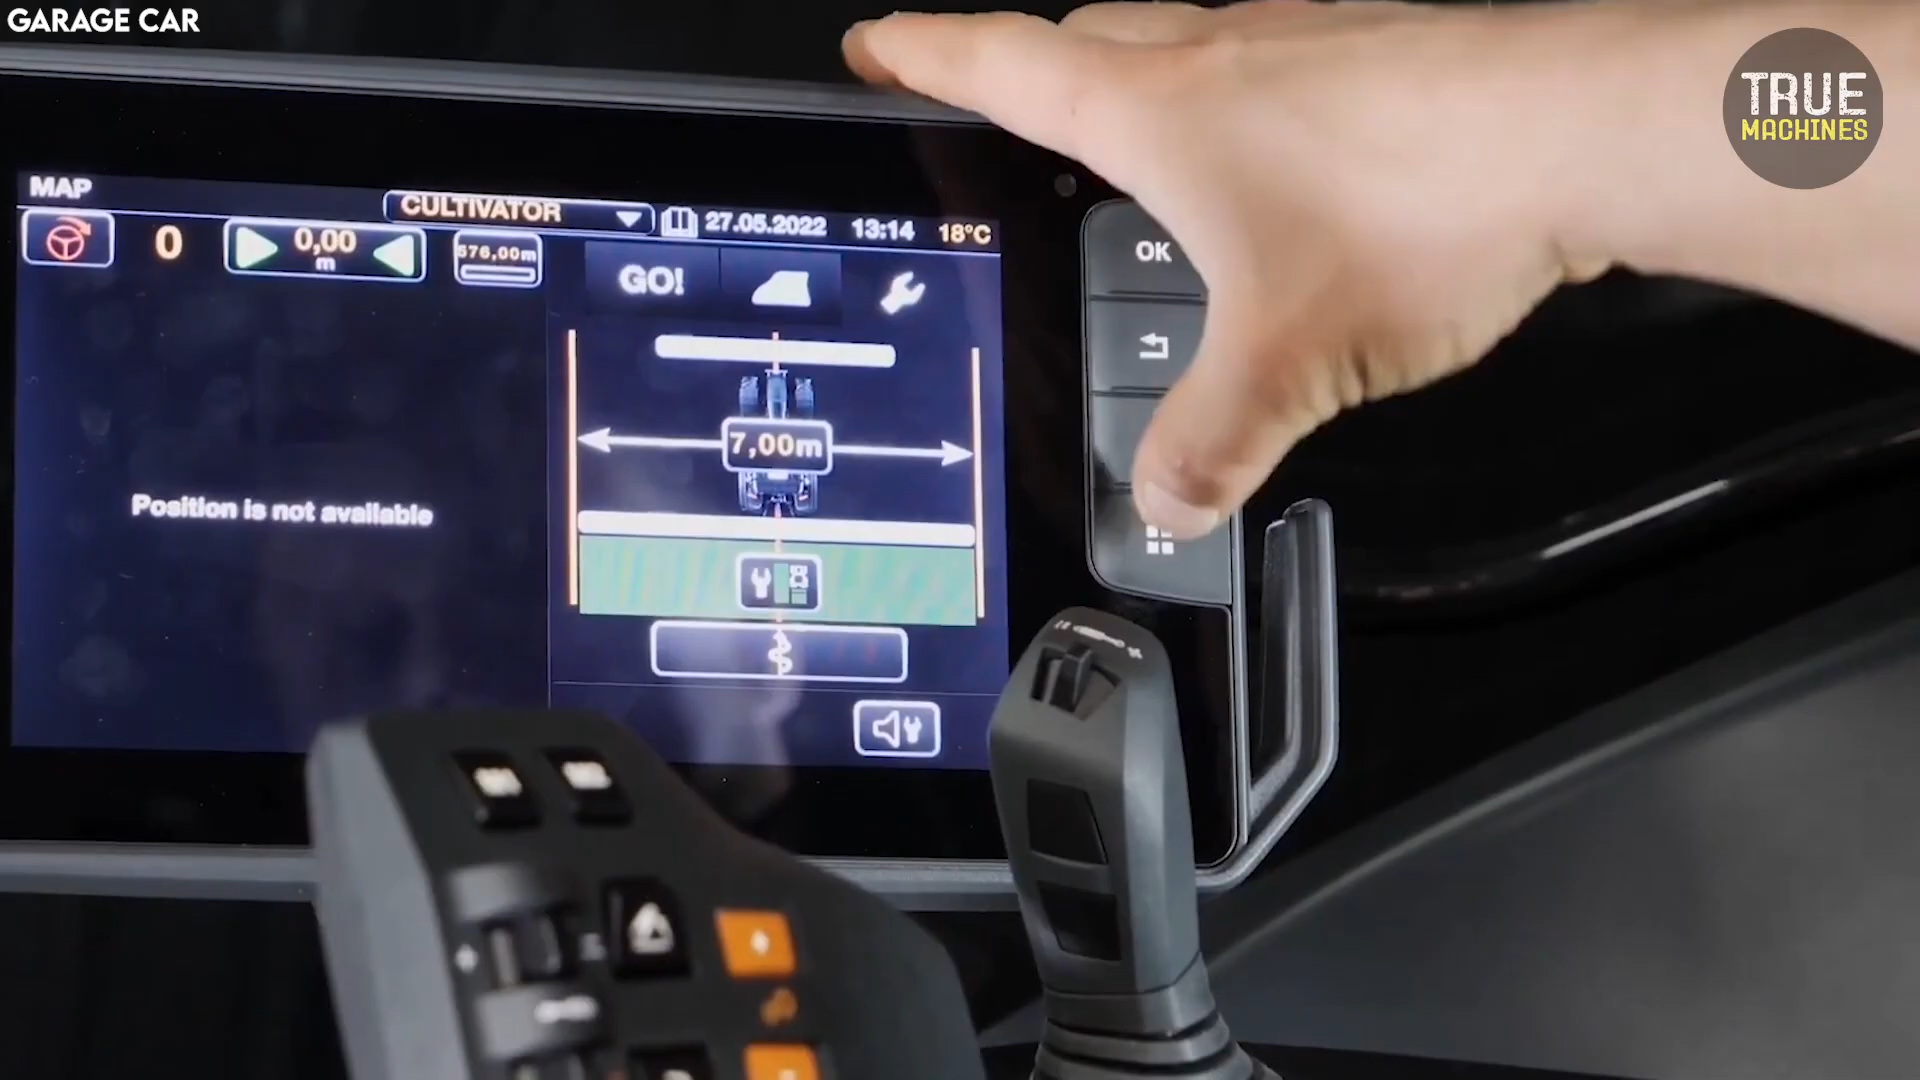 GARAGE CAR
TRUE
MACHINES
MAP
CULTIVATOR
27.05.2022 13:14 18°C
0
0,00
m
576,00m
GO!
OK
7,00m
Position is not available